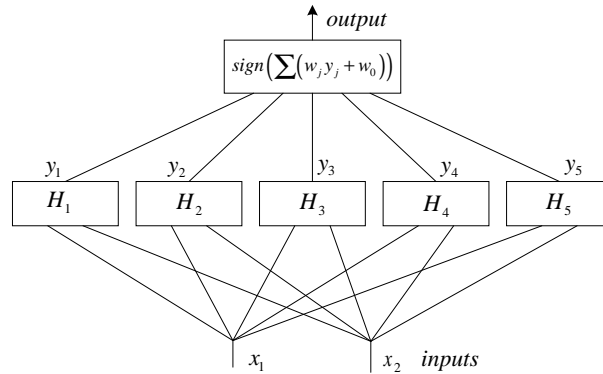 output
sign(∑(w_j y_j + w_0))
y_1 y_2 y_3 y_4 y_5
H_1 H_2 H_3 H_4 H_5
x_1 x_2 inputs